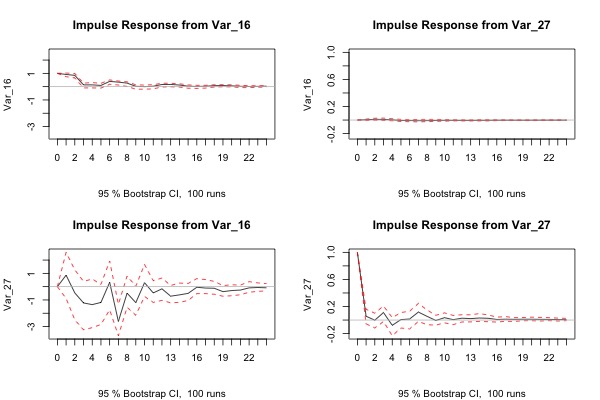 Impulse Response from Var_16
Var_16
1
-1
-3
0 2 4 6 8 10 13 16 19 22
95 % Bootstrap CI, 100 runs
Impulse Response from Var_27
Var_16
1.0
0.6
0.2
-0.2
0 2 4 6 8 10 13 16 19 22
95 % Bootstrap CI, 100 runs
Impulse Response from Var_16
Var_27
1
-1
-3
0 2 4 6 8 10 13 16 19 22
95 % Bootstrap CI, 100 runs
Impulse Response from Var_27
Var_27
1.0
0.6
0.2
-0.2
0 2 4 6 8 10 13 16 19 22
95 % Bootstrap CI, 100 runs